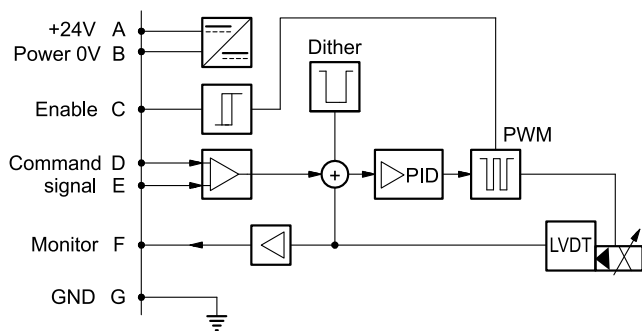 +24V A
Power 0V B
Dither
Enable C
PWM
Command D
signal E
+
PID
Monitor F
LVDT
GND G